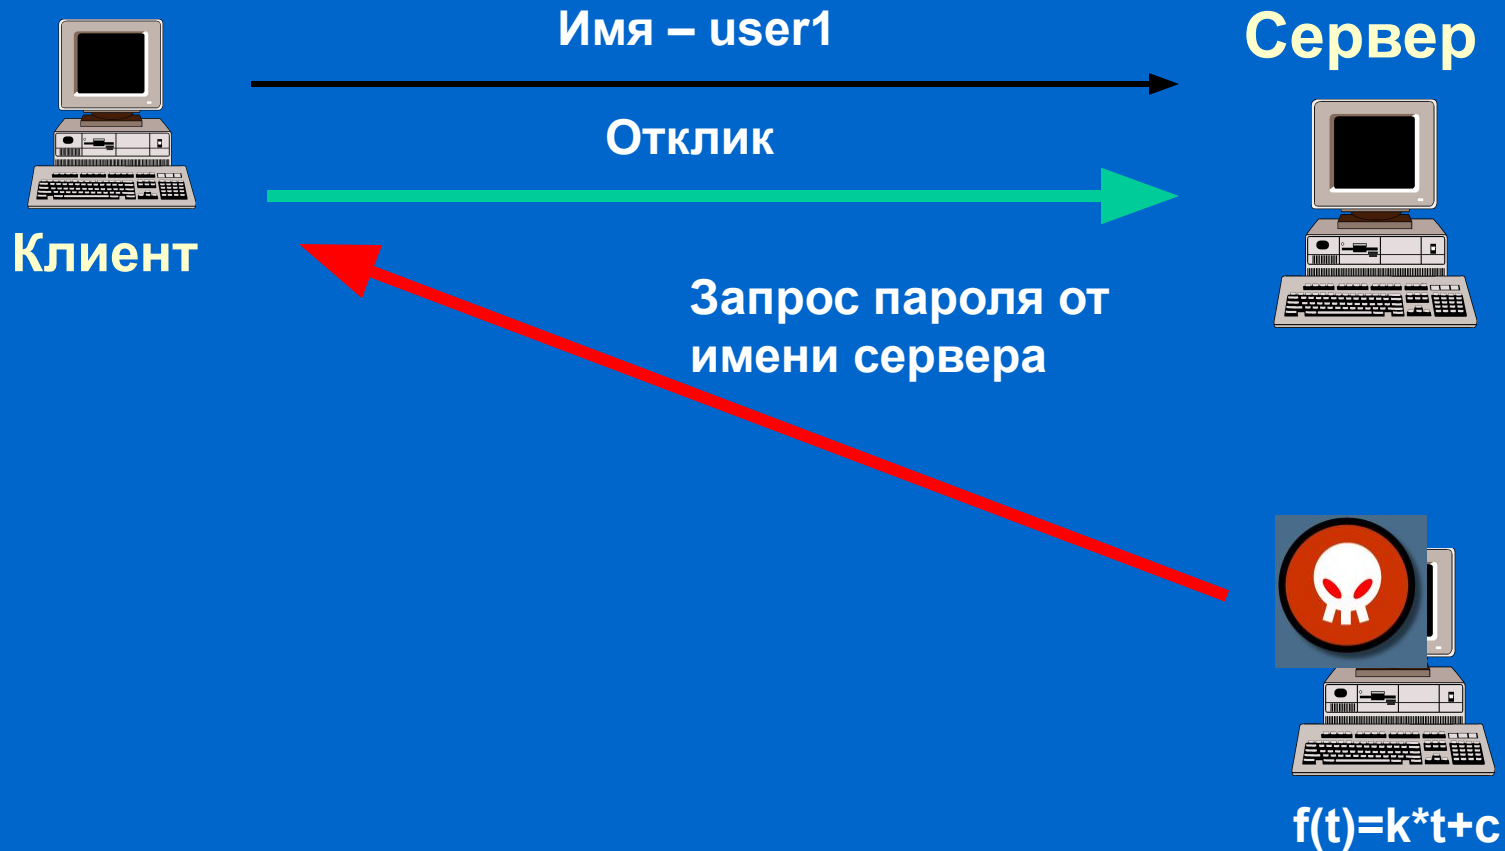 Имя – user1
Сервер
Отклик
Клиент
Запрос пароля от
имени сервера
f(t)=k*t+c